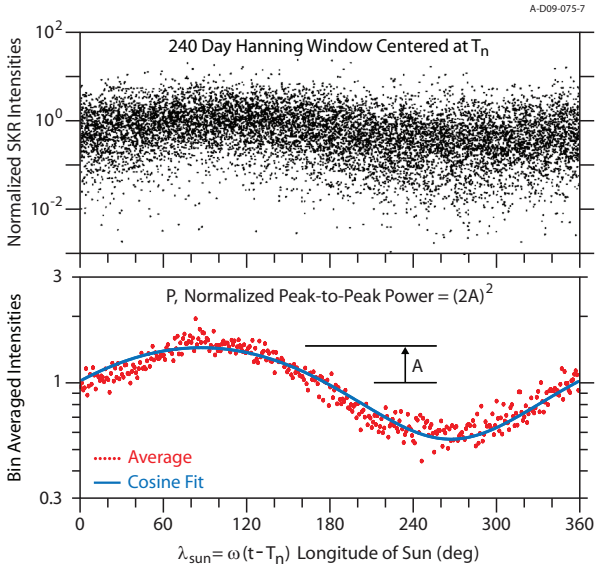 A-D09-075-7
240 Day Hanning Window Centered at Tₙ
Normalized SKR Intensities
10²
10⁰
10⁻²
P, Normalized Peak-to-Peak Power = (2A)²
Bin Averaged Intensities
3
1
0.3
A
Average
Cosine Fit
0 60 120 180 240 300 360
λsun = ω(t−Tₙ) Longitude of Sun (deg)